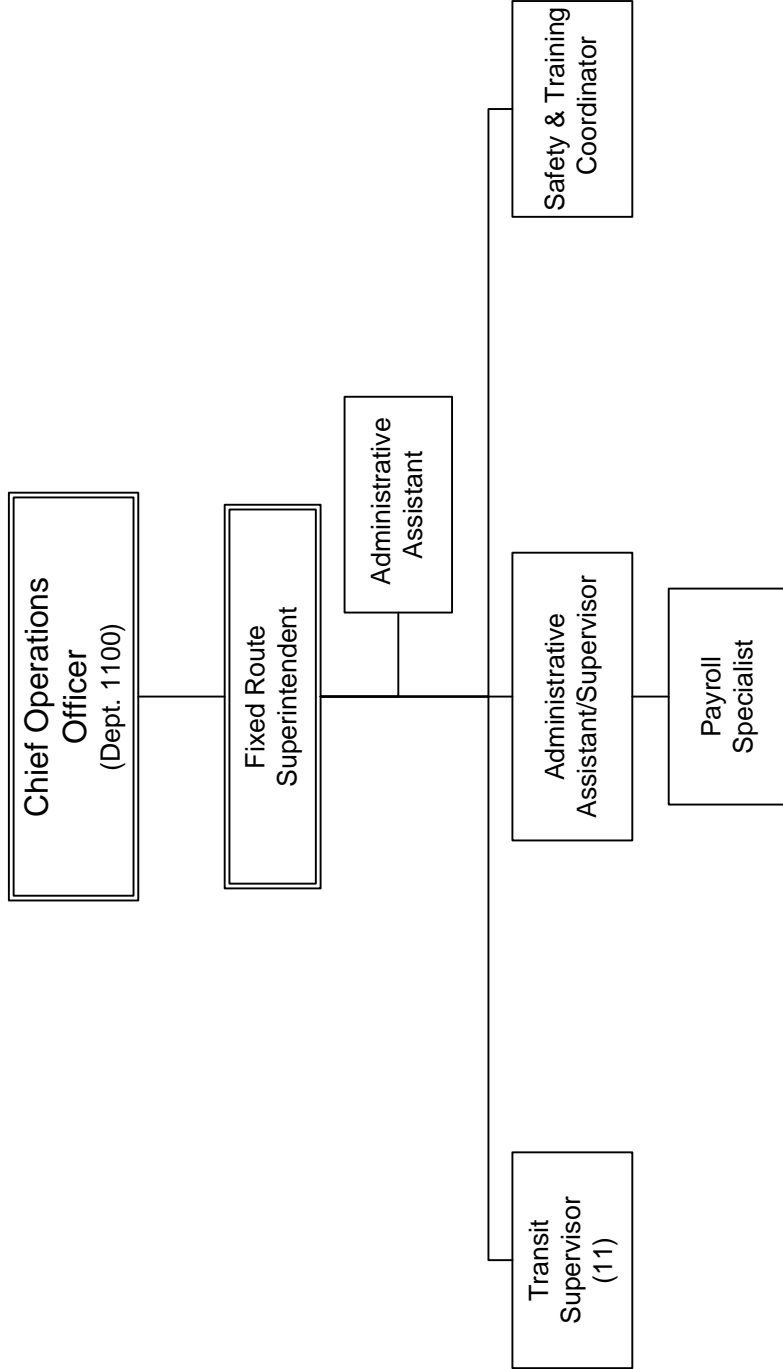 Chief Operations
Officer
(Dept. 1100)
Fixed Route
Superintendent
Administrative
Assistant
Transit
Supervisor
(11)
Administrative
Assistant/Supervisor
Safety & Training
Coordinator
Payroll
Specialist